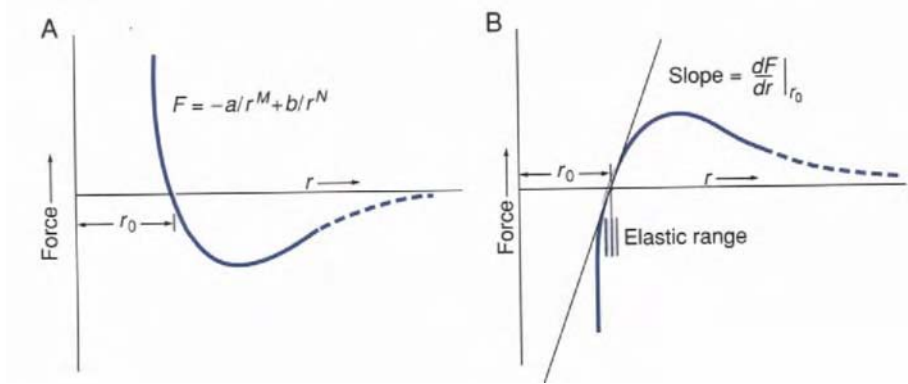 A
F = −a/r^M+b/r^N
r
r₀
Force
B
Slope = dF/dr |r₀
r₀
r
Force
Elastic range